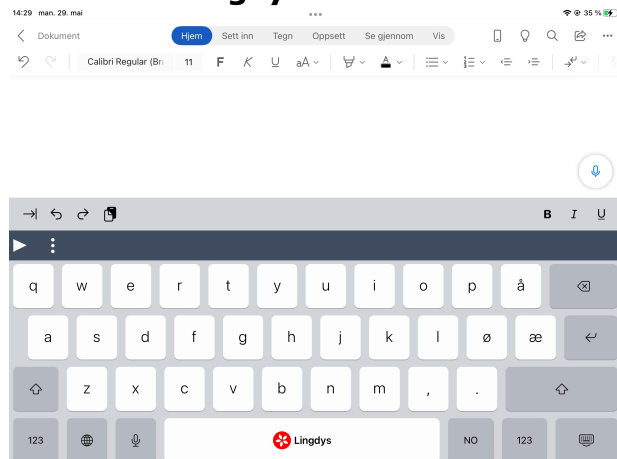 14:29 man. 29. mai
35 %
Dokument Hjem Sett inn Tegn Oppsett Se gjennom Vis
Calibri Regular (Br 11 F K U aA A
B I U
q w e r t y u i o p å
a s d f g h j k l ø æ
z x c v b n m , .
123 Lingdys NO 123